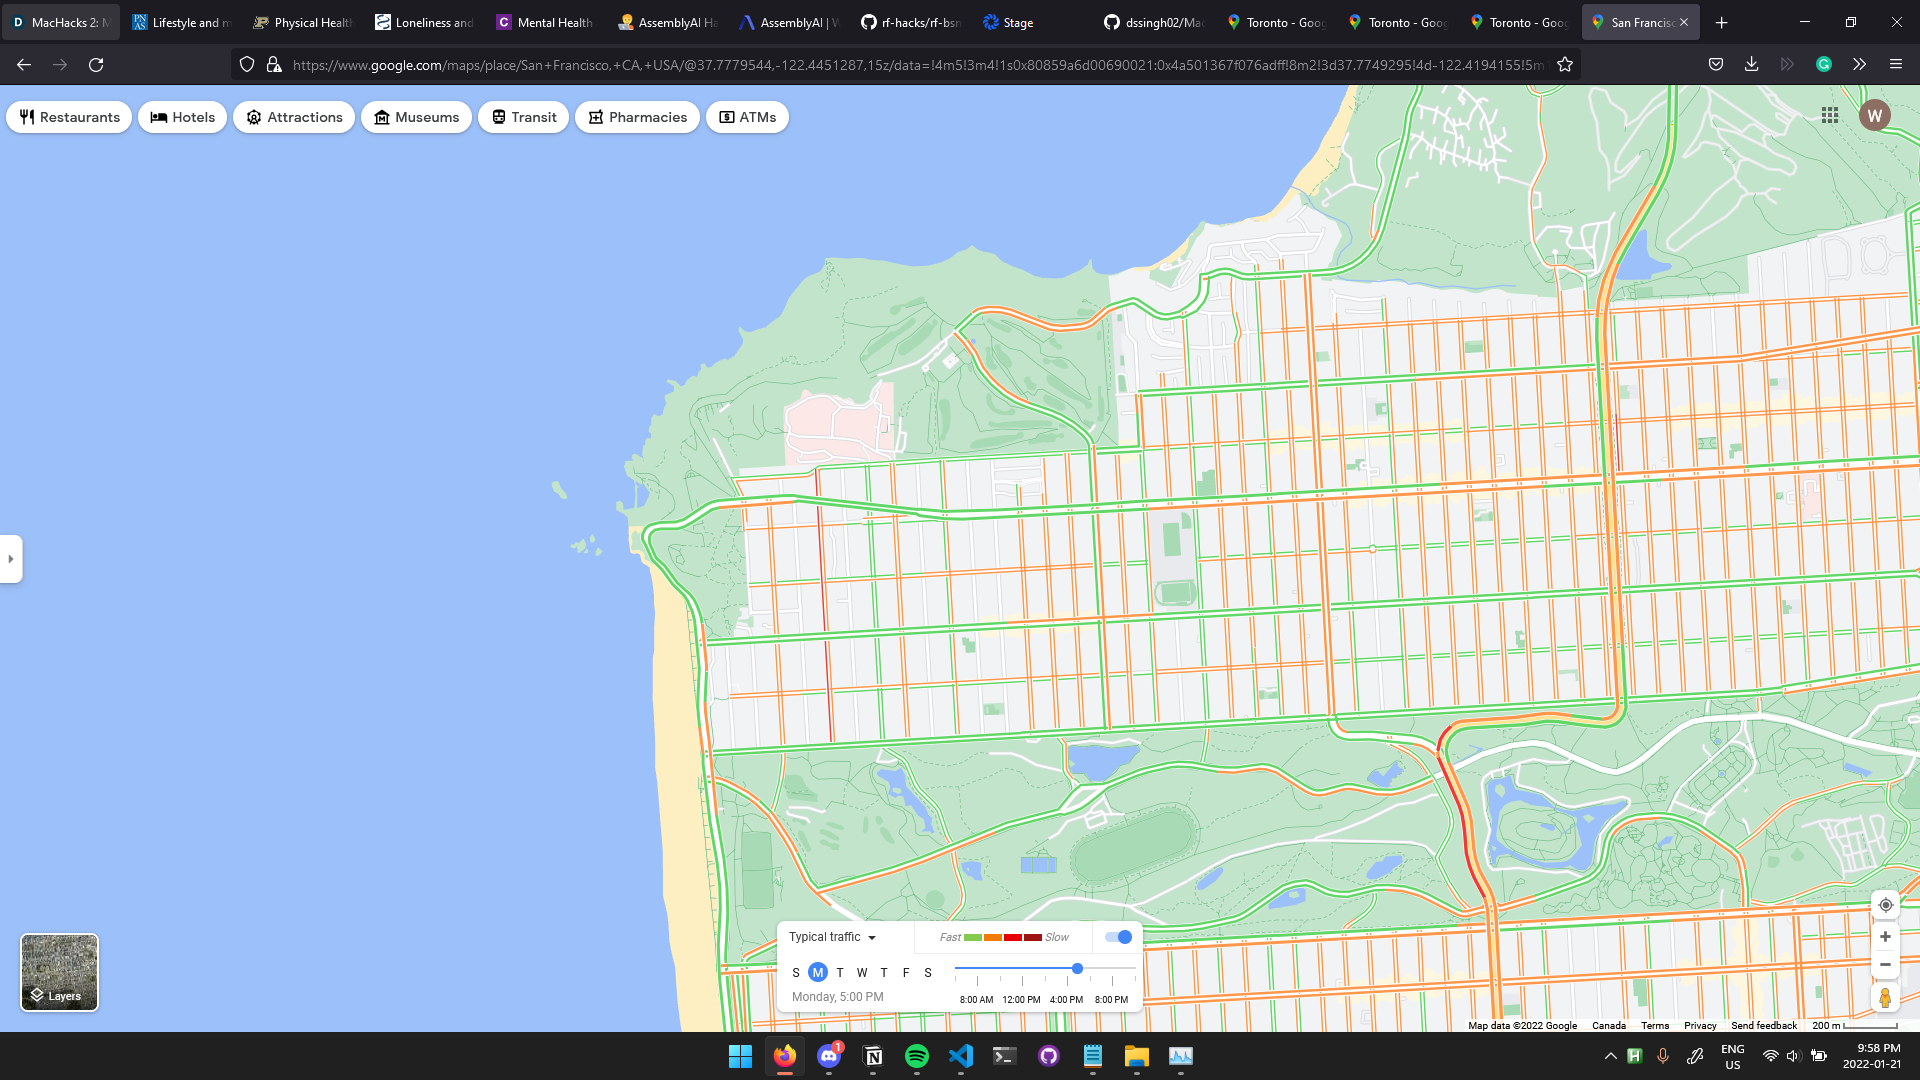 MacHacks 2: M
Lifestyle and m
Physical Health
Loneliness and
Mental Health
AssemblyAI Ha
AssemblyAI | W
rf-hacks/rf-bsn
Stage
dssingh02/Mac
Toronto - Goog
Toronto - Goog
Toronto - Goog
San Francisc
https://www.google.com/maps/place/San+Francisco,+CA,+USA/@37.7779544,-122.4451287,15z/data=!4m5!3m4!1s0x80859a6d00690021:0x4a501367f076adff!8m2!3d37.7749295!4d-122.4194155!5m1
Restaurants
Hotels
Attractions
Museums
Transit
Pharmacies
ATMs
W
Layers
Typical traffic
Fast
Slow
S M T W T F S
Monday, 5:00 PM
8:00 AM 12:00 PM 4:00 PM 8:00 PM
Map data ©2022 Google Canada Terms Privacy Send feedback 200 m
1
ENG
US
9:58 PM
2022-01-21